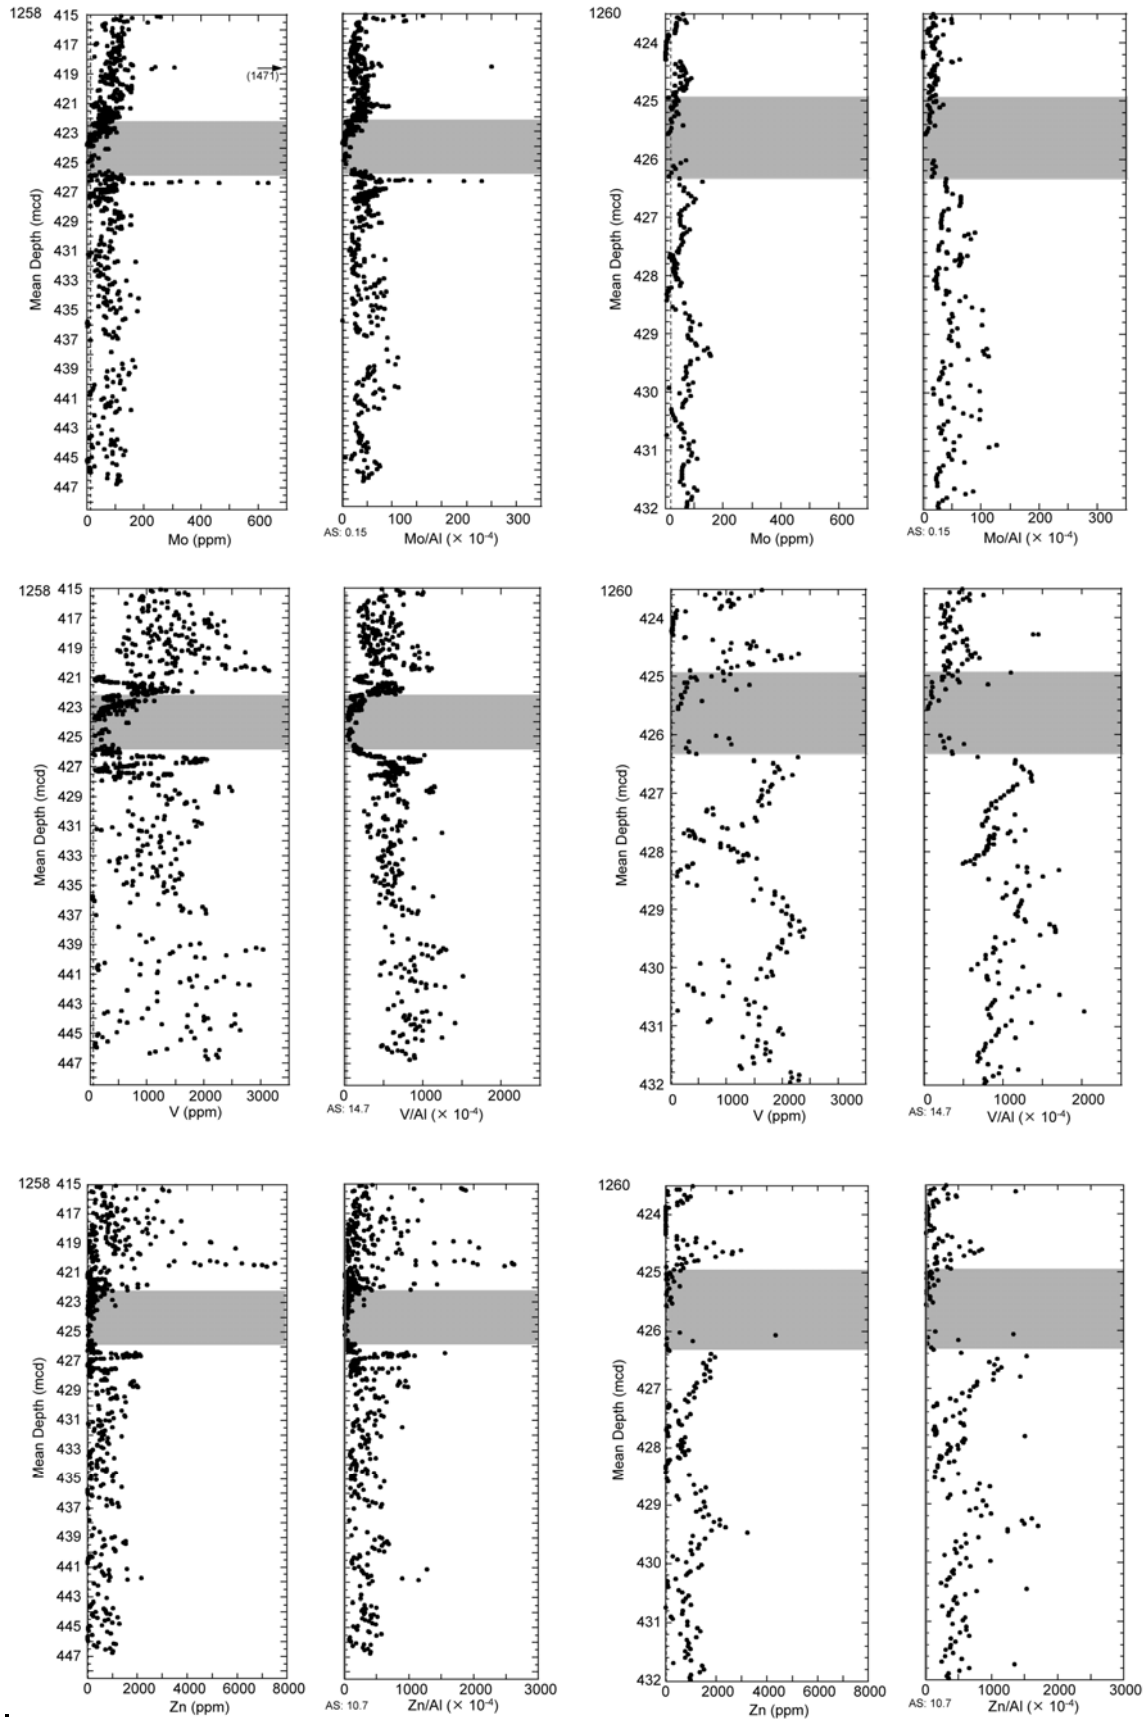 1258
415
417
419
421
423
425
427
429
431
433
435
437
439
441
443
445
447
Mean Depth (mcd)
(1471)
0 200 400 600
Mo (ppm)
0 100 200 300
AS: 0.15
Mo/Al (× 10-4)
1260
424
425
426
427
428
429
430
431
432
Mean Depth (mcd)
0 200 400 600
Mo (ppm)
0 100 200 300
AS: 0.15
Mo/Al (× 10-4)
1258
415
417
419
421
423
425
427
429
431
433
435
437
439
441
443
445
447
Mean Depth (mcd)
0 1000 2000 3000
V (ppm)
0 1000 2000
AS: 14.7
V/Al (× 10-4)
1260
424
425
426
427
428
429
430
431
432
Mean Depth (mcd)
0 1000 2000 3000
V (ppm)
0 1000 2000
AS: 14.7
V/Al (× 10-4)
1258
415
417
419
421
423
425
427
429
431
433
435
437
439
441
443
445
447
Mean Depth (mcd)
0 2000 4000 6000 8000
Zn (ppm)
0 1000 2000 3000
AS: 10.7
Zn/Al (× 10-4)
1260
424
425
426
427
428
429
430
431
432
Mean Depth (mcd)
0 2000 4000 6000 8000
Zn (ppm)
0 1000 2000 3000
AS: 10.7
Zn/Al (× 10-4)